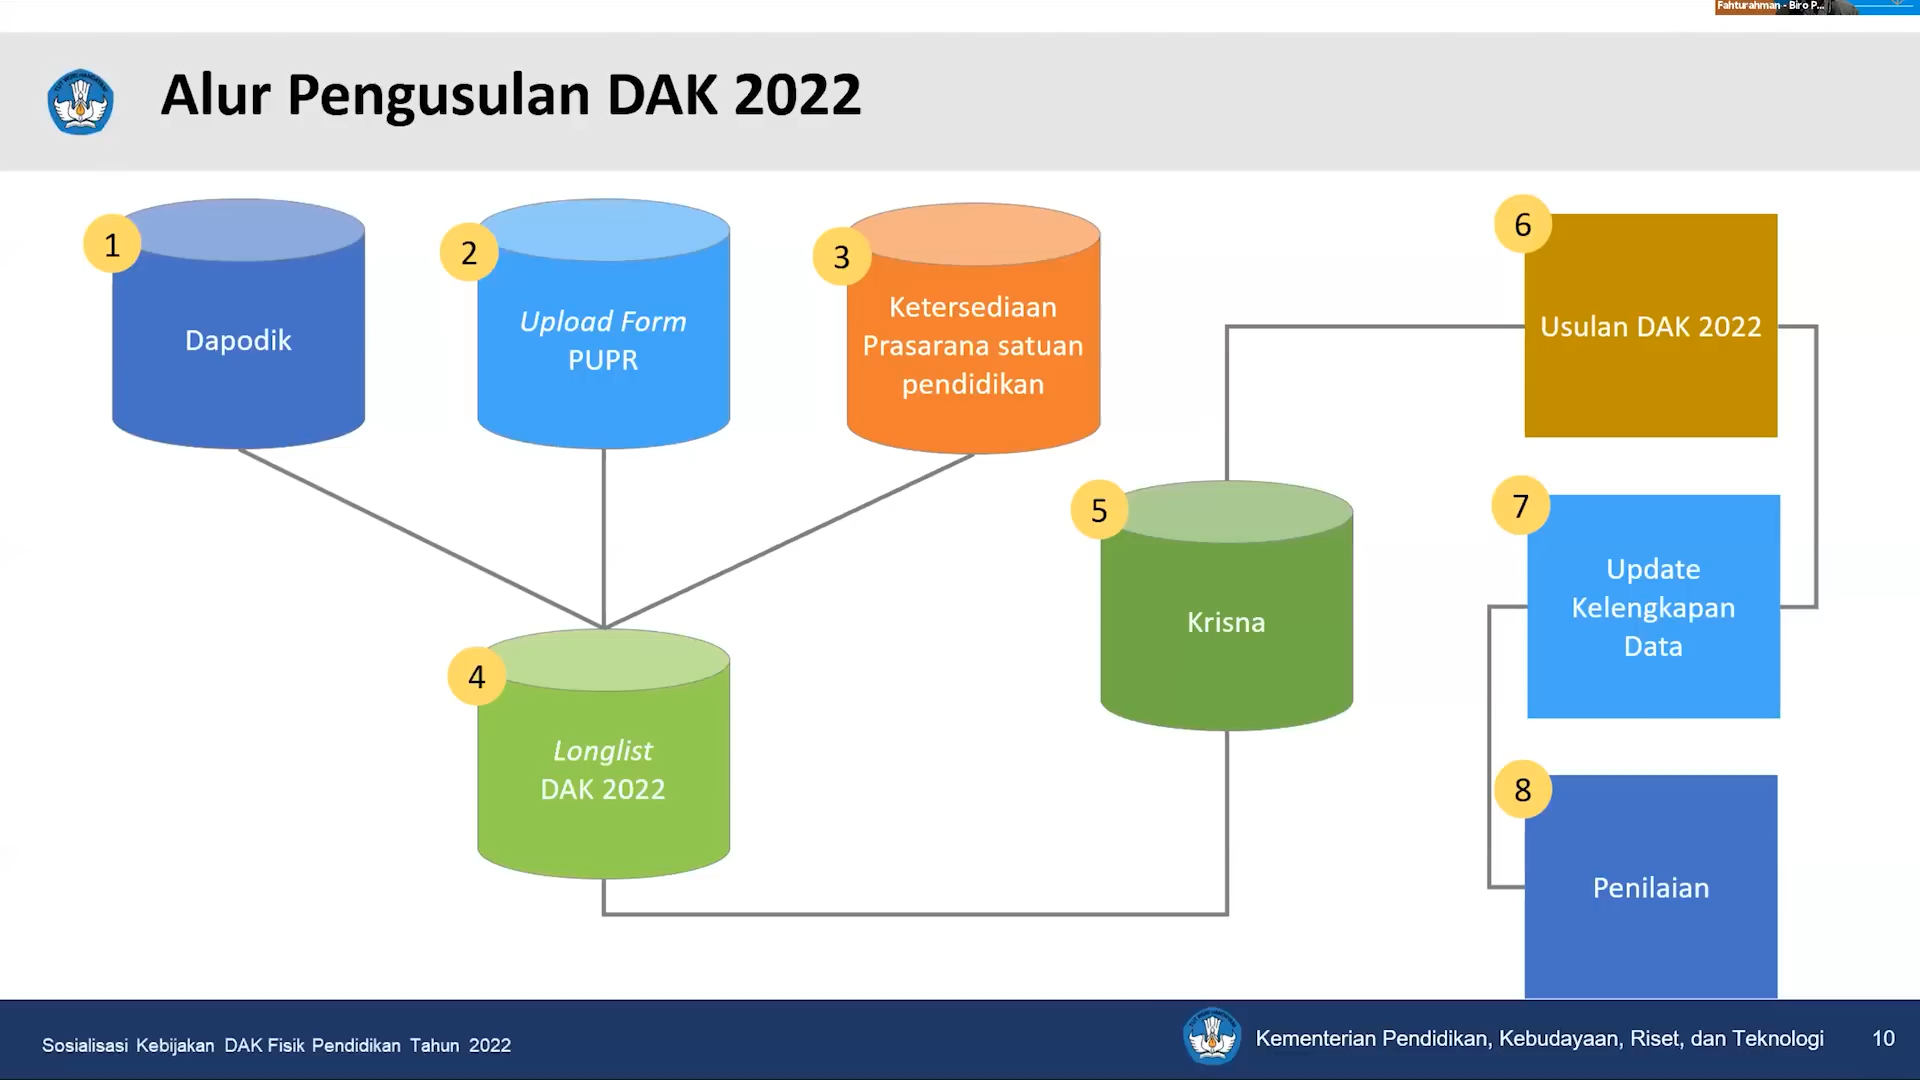 Fahturahman - Biro P...
Alur Pengusulan DAK 2022
1
Dapodik
2
Upload Form
PUPR
3
Ketersediaan
Prasarana satuan
pendidikan
4
Longlist
DAK 2022
5
Krisna
6
Usulan DAK 2022
7
Update
Kelengkapan
Data
8
Penilaian
Sosialisasi Kebijakan DAK Fisik Pendidikan Tahun 2022
Kementerian Pendidikan, Kebudayaan, Riset, dan Teknologi
10